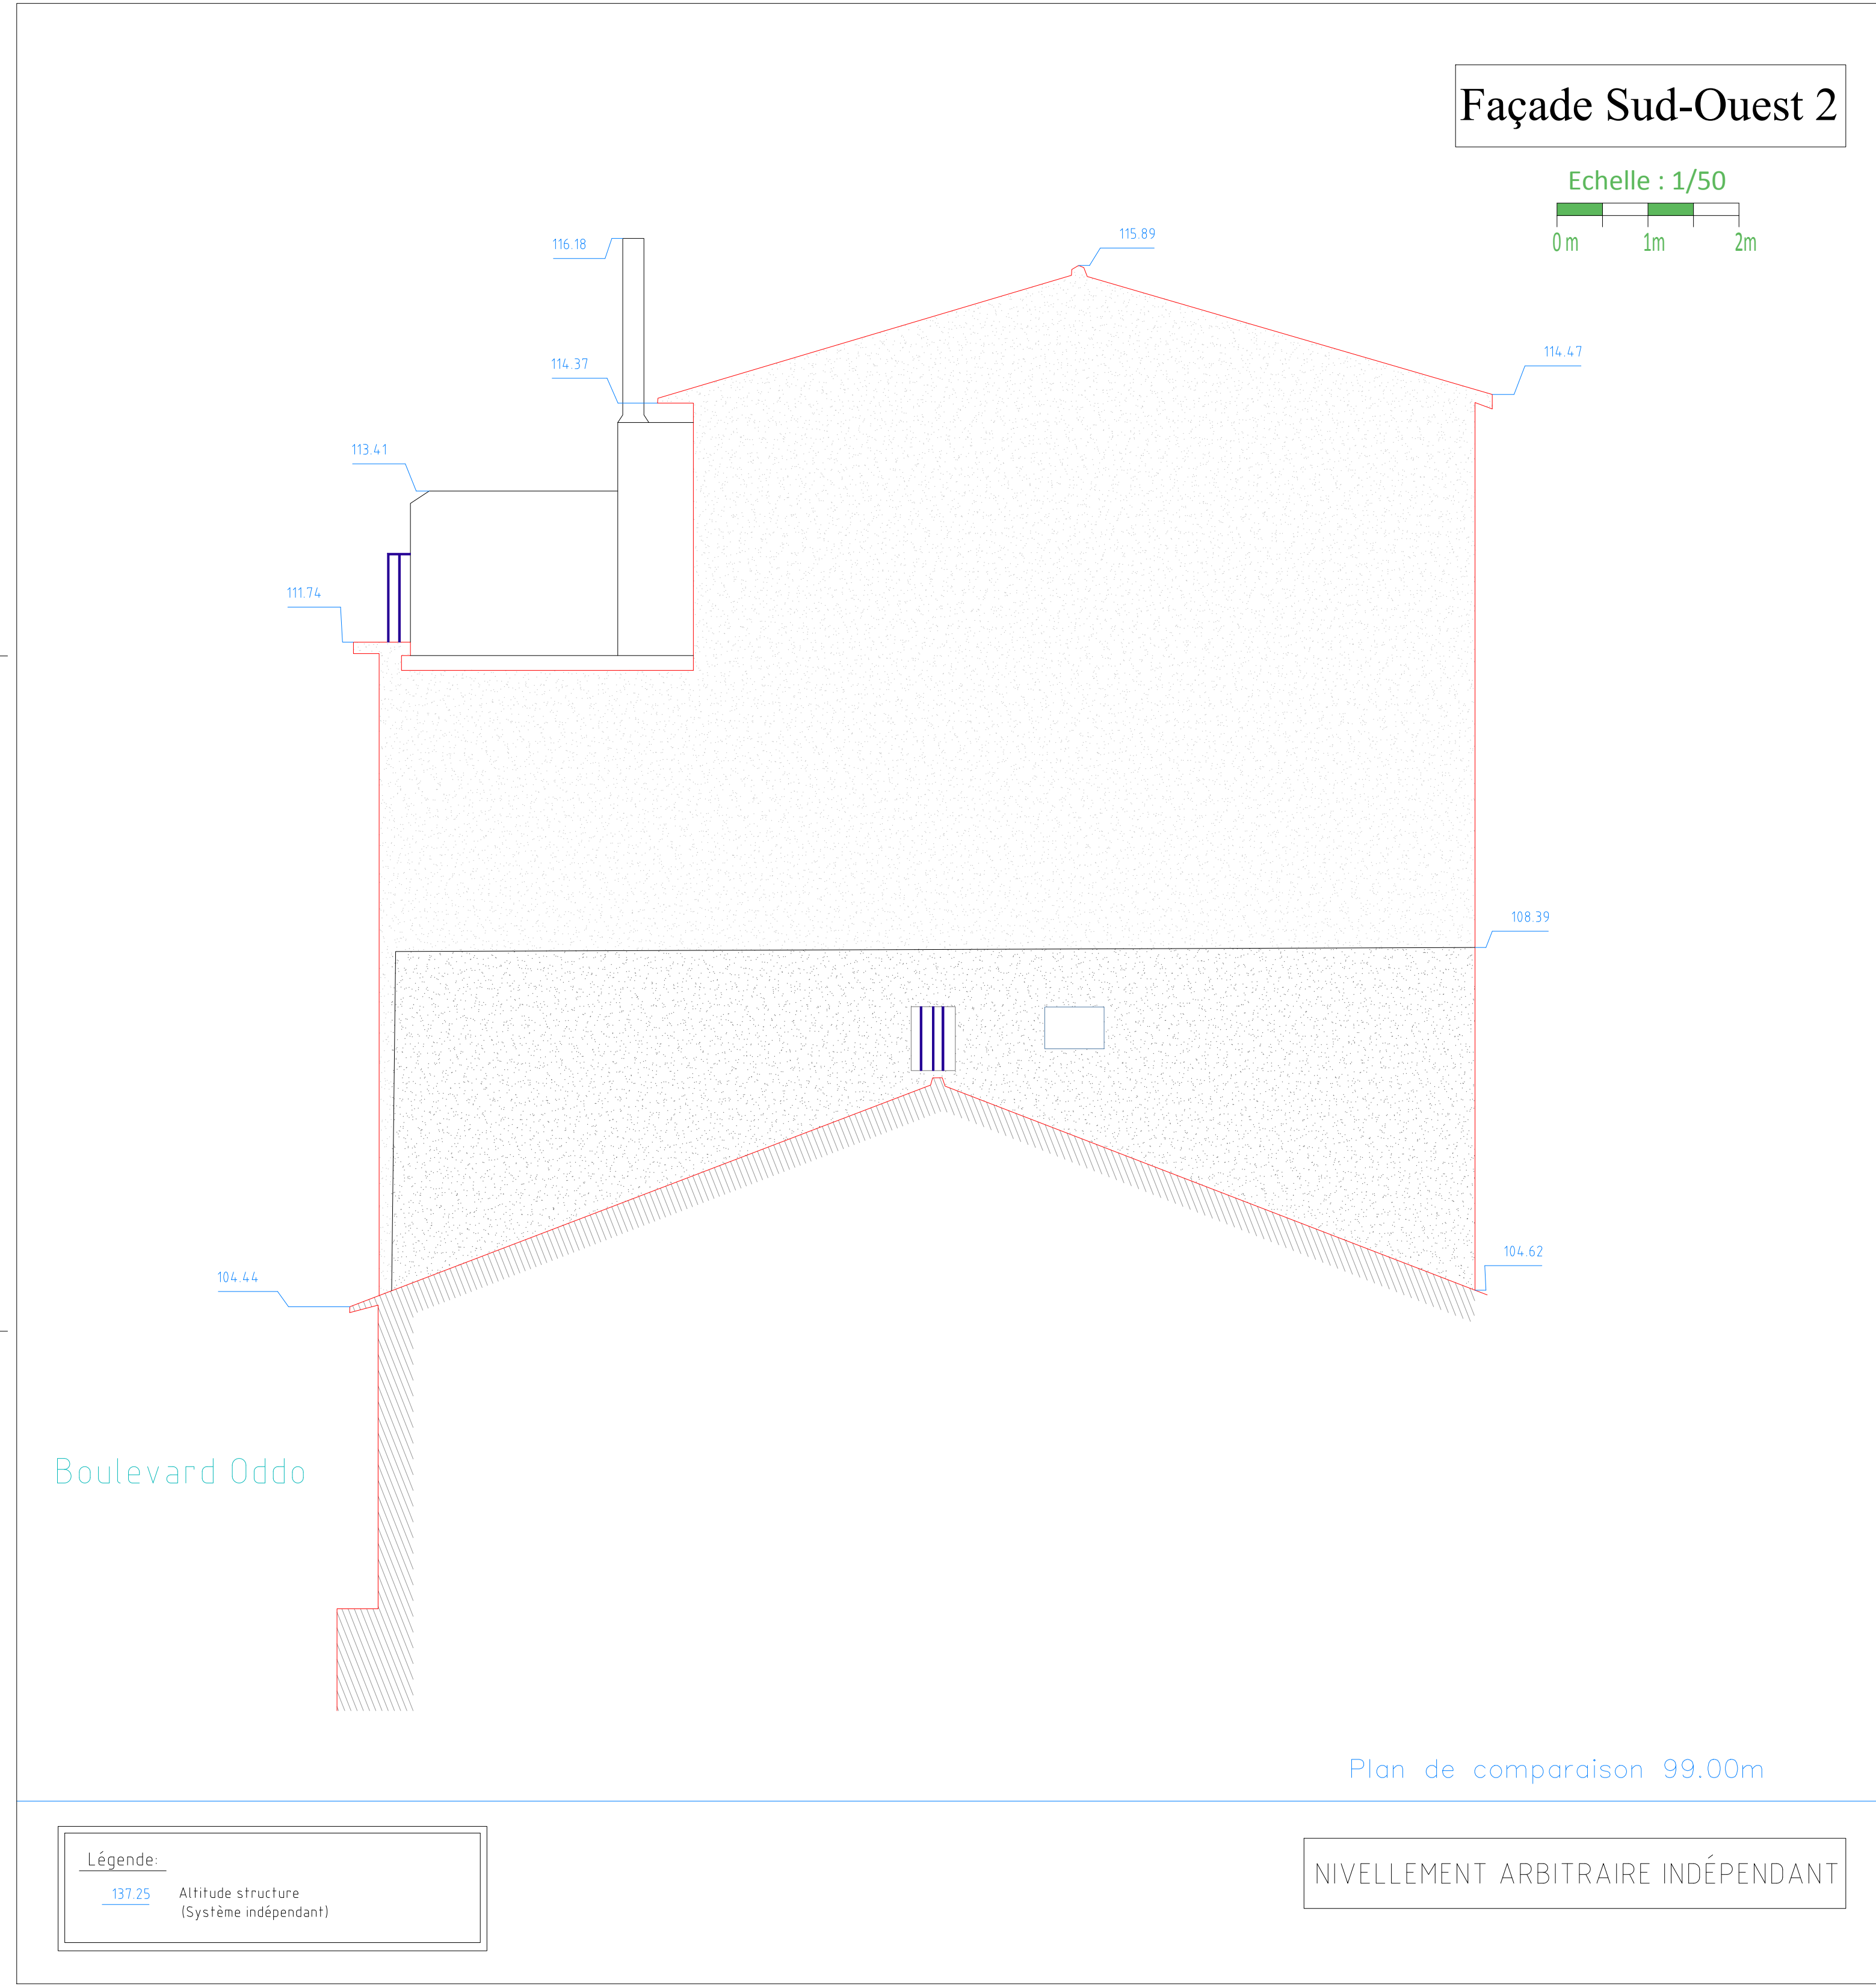 Façade Sud-Ouest 2
Echelle : 1/50
0 m 1m 2m
116.18
115.89
114.47
114.37
113.41
111.74
108.39
104.62
104.44
Boulevard Oddo
Plan de comparaison 99.00m
Légende:
137.25 Altitude structure
(Système indépendant)
NIVELLEMENT ARBITRAIRE INDÉPENDANT